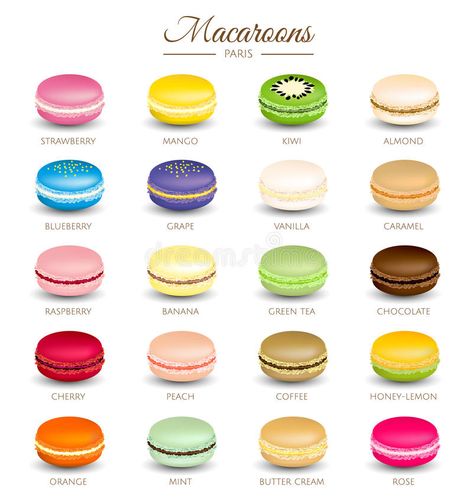 Macaroons
PARIS
STRAWBERRY MANGO KIWI ALMOND
BLUEBERRY GRAPE VANILLA CARAMEL
dreamstime
RASPBERRY BANANA GREEN TEA CHOCOLATE
CHERRY PEACH COFFEE HONEY-LEMON
ORANGE MINT BUTTER CREAM ROSE